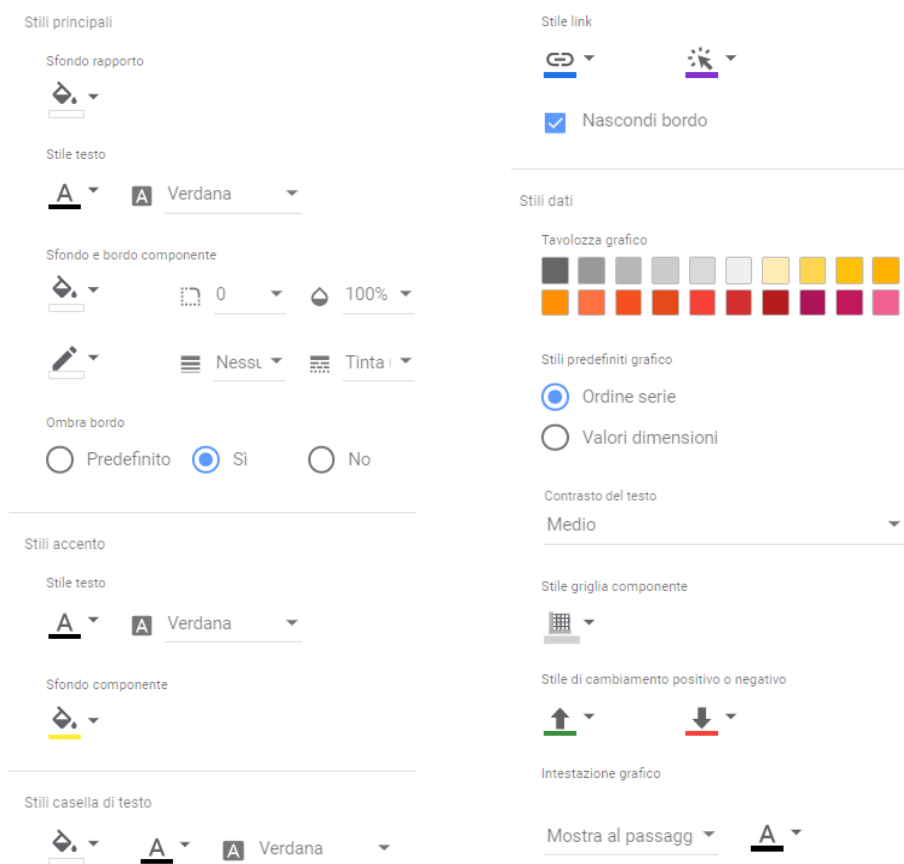 Stili principali
Sfondo rapporto
Stile testo
A A Verdana
Sfondo e bordo componente
0 100%
Nessu Tinta
Ombra bordo
Predefinito Sì No
Stili accento
Stile testo
A A Verdana
Sfondo componente
Stili casella di testo
A A Verdana
Stile link
Nascondi bordo
Stili dati
Tavolozza grafico
Stili predefiniti grafico
Ordine serie
Valori dimensioni
Contrasto del testo
Medio
Stile griglia componente
Stile di cambiamento positivo o negativo
Intestazione grafico
Mostra al passagg A